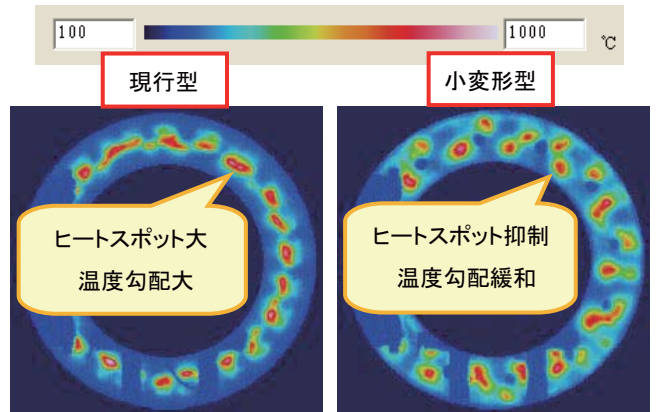 100
1000
℃
現行型
小変形型
ヒートスポット大
温度勾配大
ヒートスポット抑制
温度勾配緩和